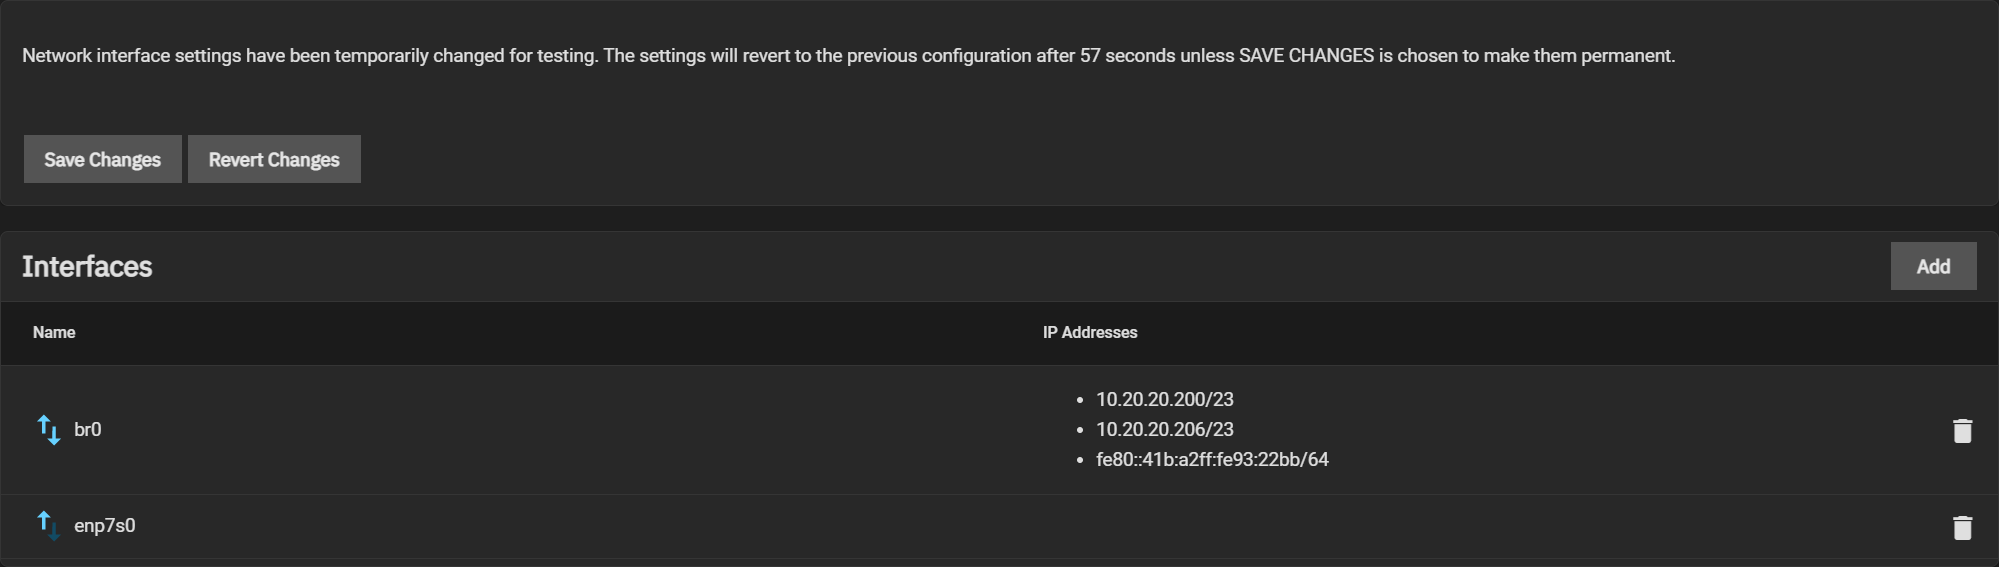 Network interface settings have been temporarily changed for testing. The settings will revert to the previous configuration after 57 seconds unless SAVE CHANGES is chosen to make them permanent.
Save Changes Revert Changes
Interfaces Add
Name IP Addresses
• 10.20.20.200/23
br0 • 10.20.20.206/23
• fe80::41b:a2ff:fe93:22bb/64
enp7s0